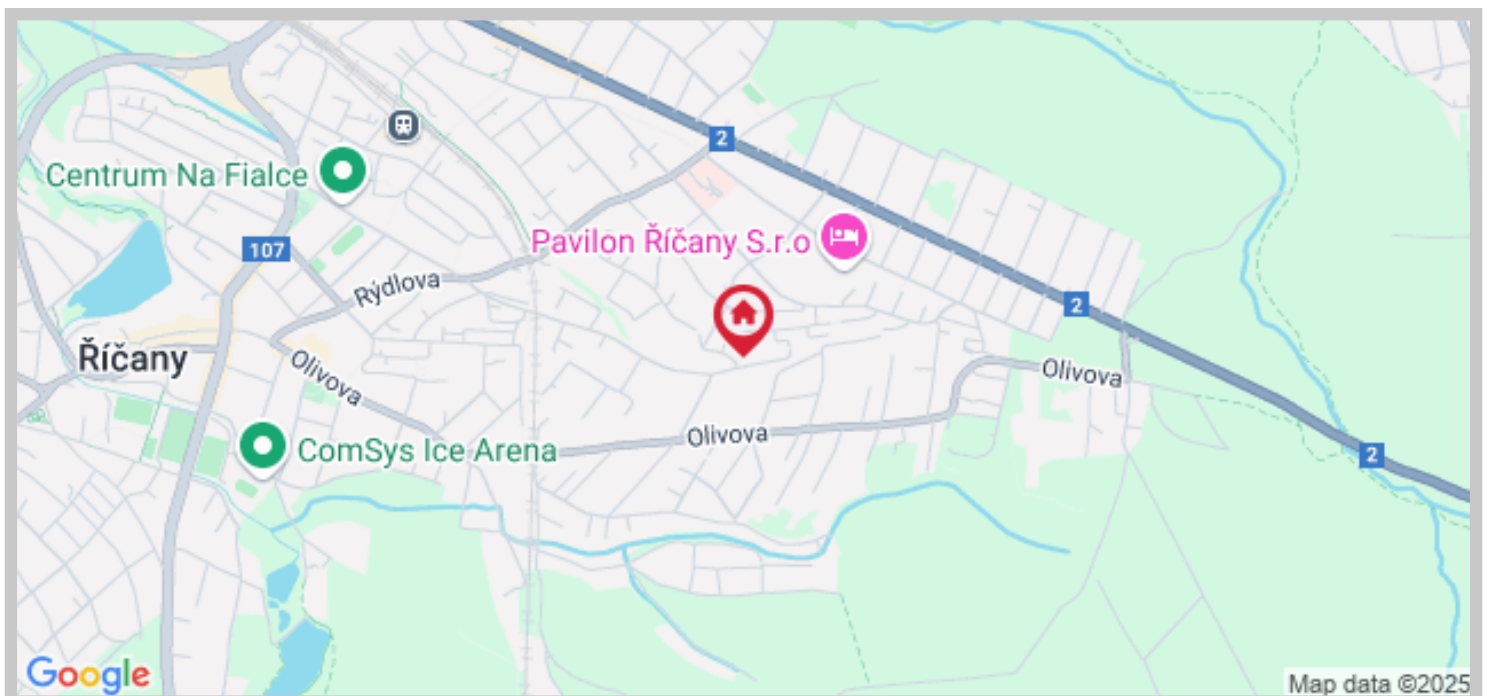 2
Centrum Na Fialce
Pavilon Říčany S.r.o
107
Rýdlova
2
Říčany
Olivova
Olivova
Olivova
ComSys Ice Arena
2
Google
Map data ©2025